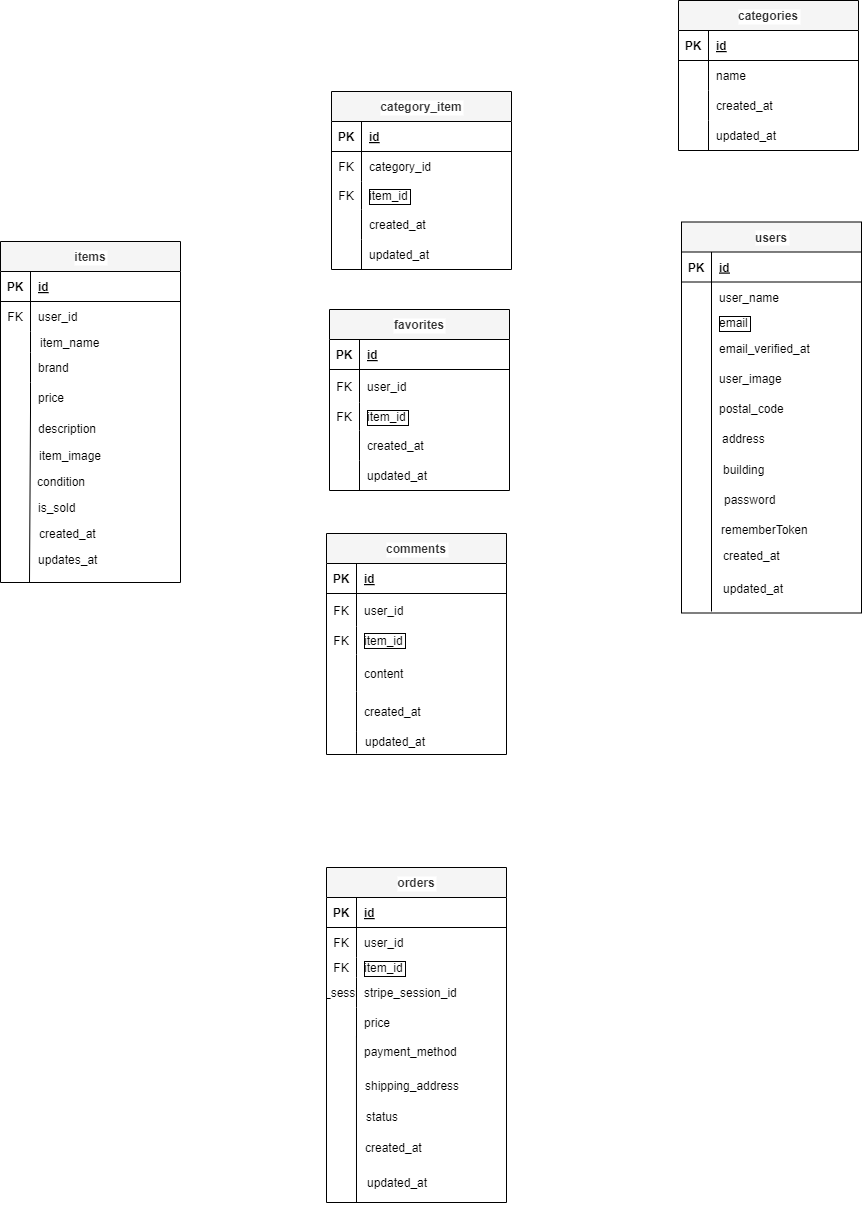 categories
PK id
name
created_at
updated_at
category_item
PK id
FK category_id
FK item_id
created_at
updated_at
users
PK id
user_name
email
email_verified_at
user_image
postal_code
address
building
password
rememberToken
created_at
updated_at
items
PK id
FK user_id
item_name
brand
price
description
item_image
condition
is_sold
created_at
updates_at
favorites
PK id
FK user_id
FK item_id
created_at
updated_at
comments
PK id
FK user_id
FK item_id
content
created_at
updated_at
orders
PK id
FK user_id
FK item_id
_sess stripe_session_id
price
payment_method
shipping_address
status
created_at
updated_at